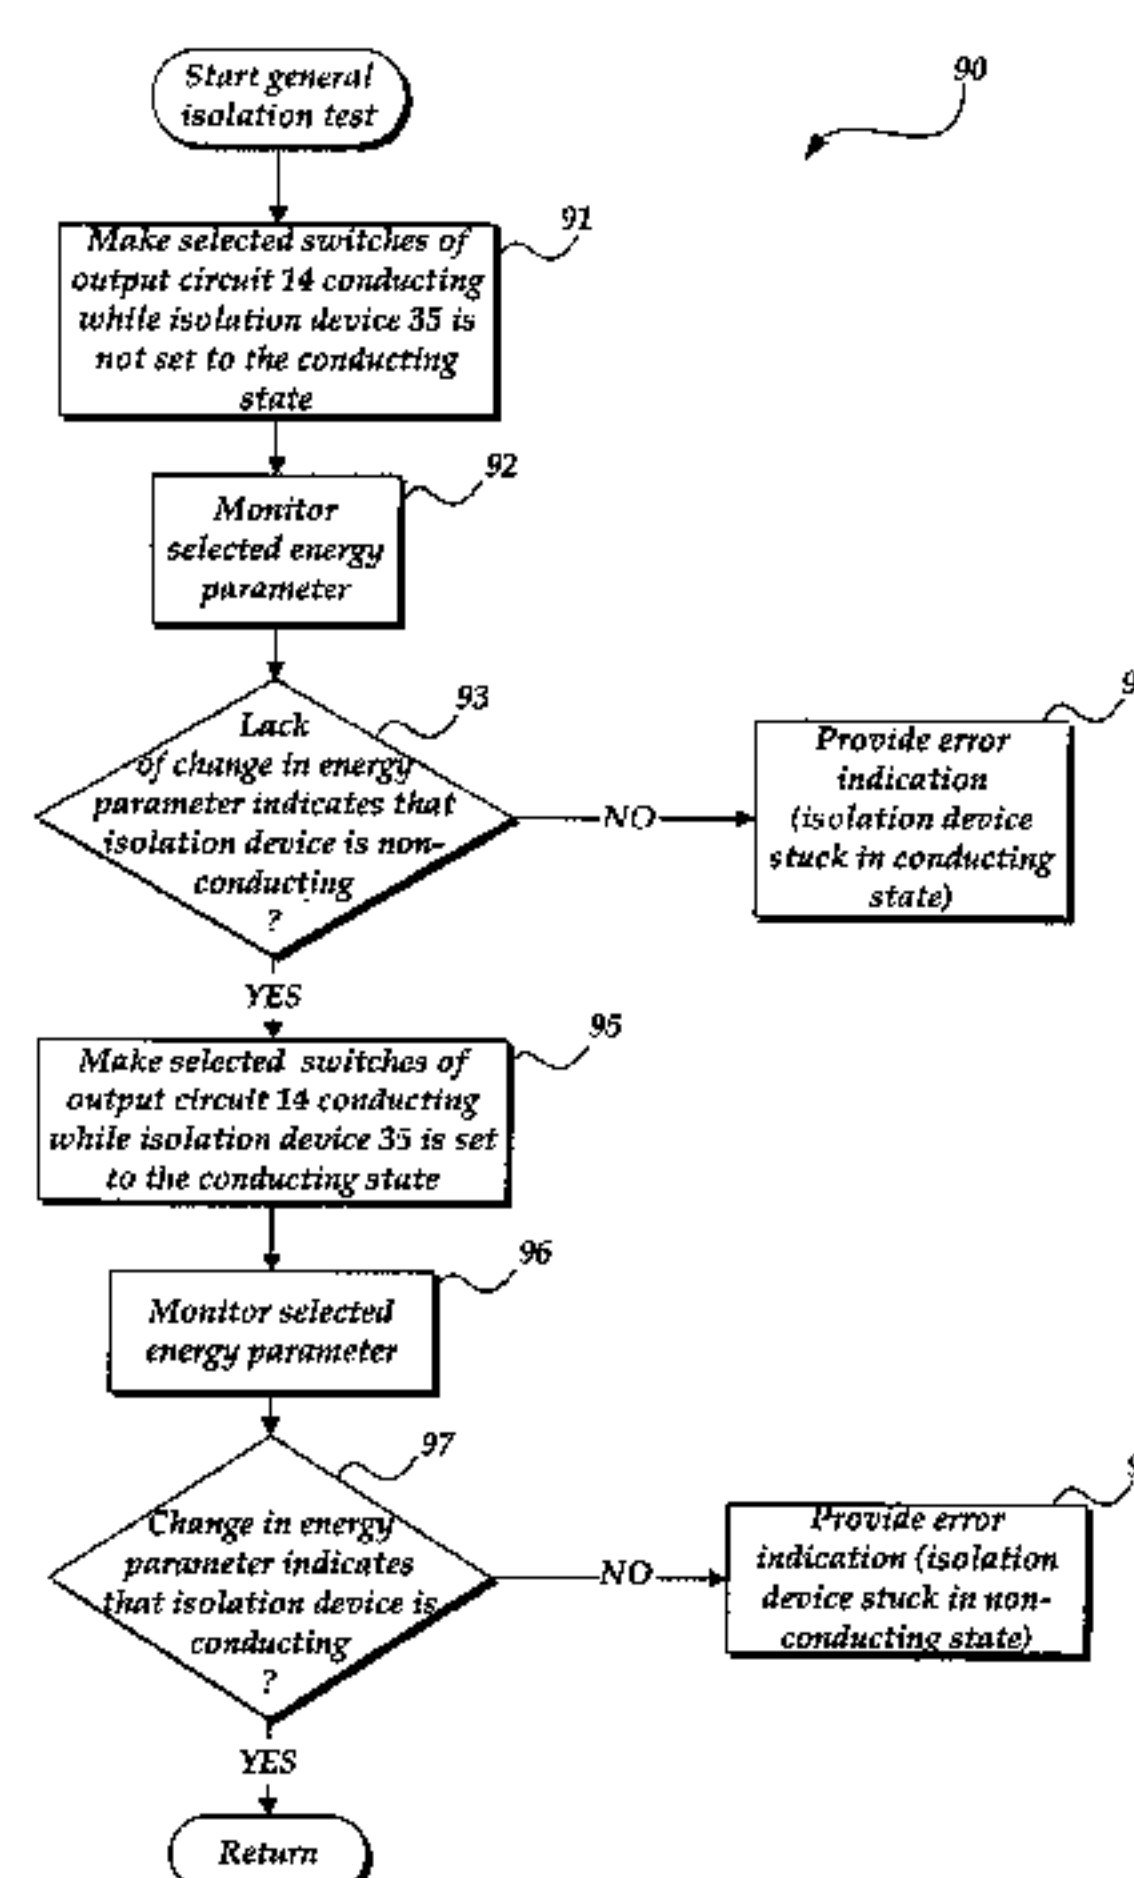 Start general
isolation test
90
91
Make selected switches of
output circuit 14 conducting
while isolation device 35 is
not set to the conducting
state
92
Monitor
selected energy
parameter
93
Lack
of change in energy
parameter indicates that
isolation device is non-
conducting
?
NO
9
Provide error
indication
(isolation device
stuck in conducting
state)
YES
95
Make selected switches of
output circuit 14 conducting
while isolation device 35 is set
to the conducting state
96
Monitor selected
energy parameter
97
Change in energy
parameter indicates
that isolation device is
conducting
?
NO
Provide error
indication (isolation
device stuck in non-
conducting state)
YES
Return